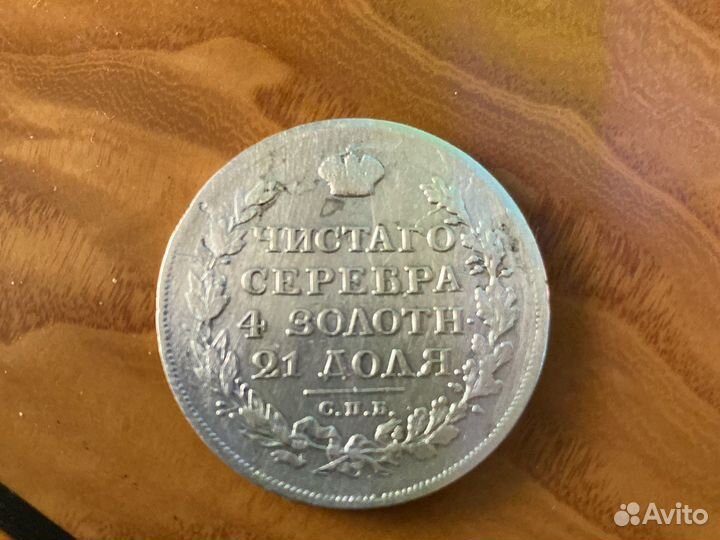 ЧИСТАГО
СЕРЕБРА
4 ЗОЛОТН
21 ДОЛЯ.
С.П.Б.
Avito